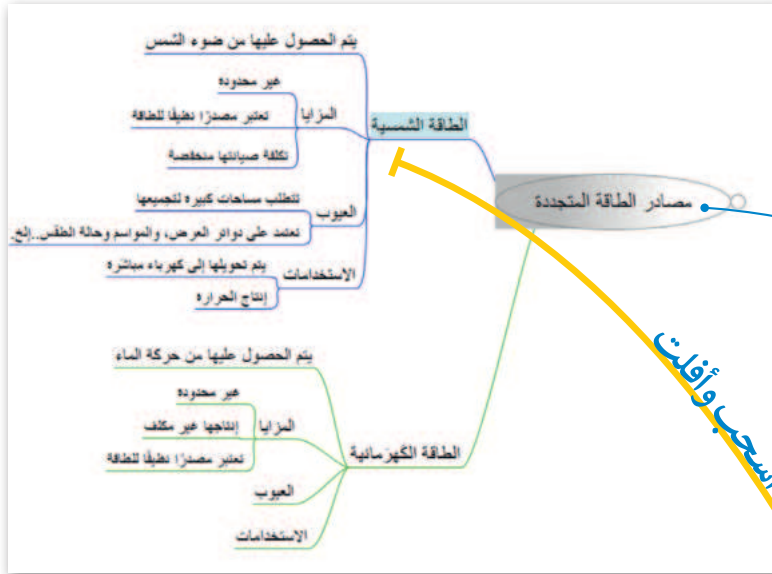 مصادر الطاقة المتجددة
الطاقة الشمسية
يتم الحصول عليها من ضوء الشمس
المزايا
غير محدودة
تعتبر مصدرًا نظيفًا للطاقة
تكلفة صيانتها منخفضة
العيوب
تتطلب مساحات كبيرة لتجميعها
تعتمد على دوائر العرض، والمواسم وحالة الطقس..إلخ.
الاستخدامات
يتم تحويلها إلى كهرباء مباشرة
إنتاج الحرارة
الطاقة الكهرمائية
يتم الحصول عليها من حركة الماء
المزايا
غير محدودة
إنتاجها غير مكلف
تعتبر مصدرًا نظيفًا للطاقة
العيوب
الاستخدامات
اسحب وأفلت